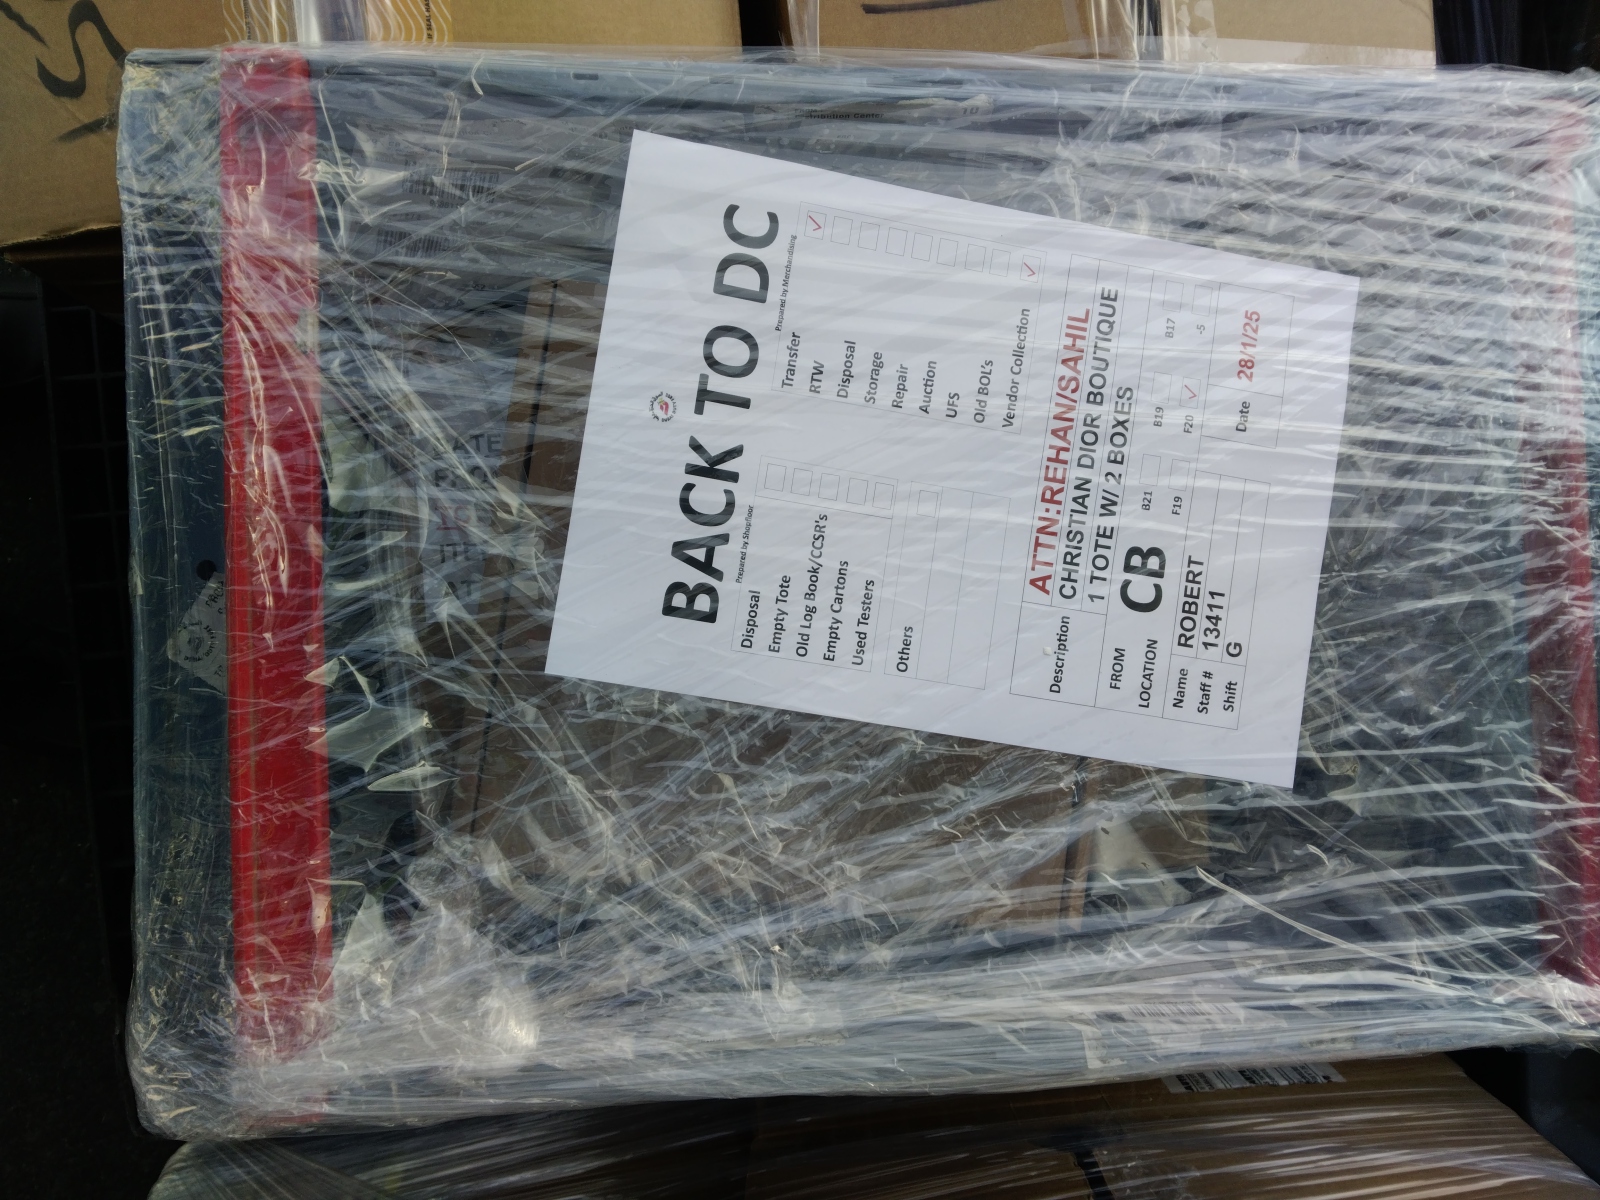 BACK TO DC
Prepared by Shopfloor
Disposal
Empty Tote
Old Log Book/CCSR's
Empty Cartons
Used Testers
Others
Prepared by Merchandising
Transfer
RTW
Disposal
Storage
Repair
Auction
UFS
Old BOL's
Vendor Collection
Description
ATTN:REHAN/SAHIL
CHRISTIAN DIOR BOUTIQUE
1 TOTE W/ 2 BOXES
FROM LOCATION
CB
B21
B19
B17
F19
F20
-5
Name ROBERT
Staff # 13411
Shift G
Date 28/1/25